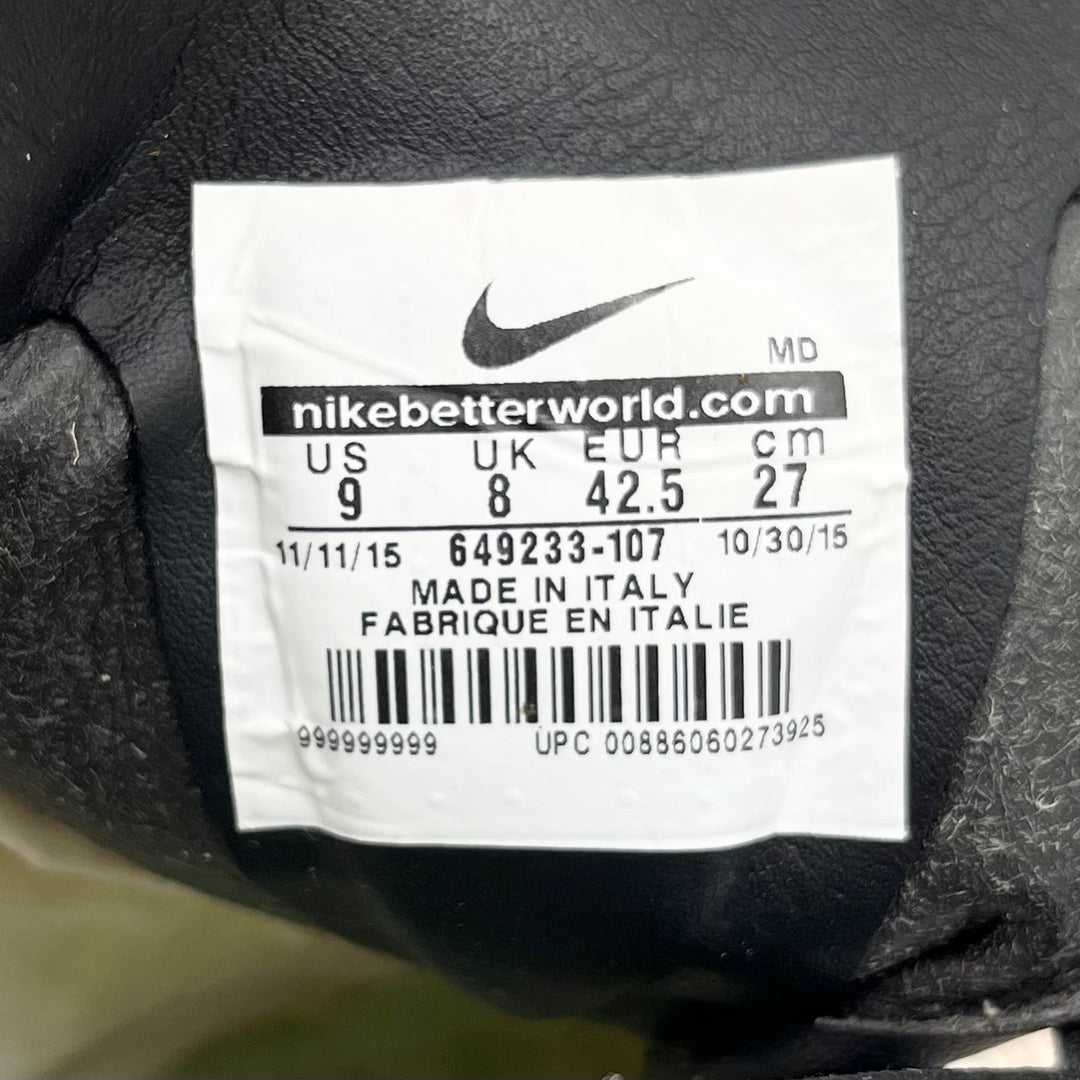 MD
nikebetterworld.com
US UK EUR cm
9 8 42.5 27
11/11/15 649233-107 10/30/15
MADE IN ITALY
FABRIQUE EN ITALIE
999999999 UPC 00886060273925